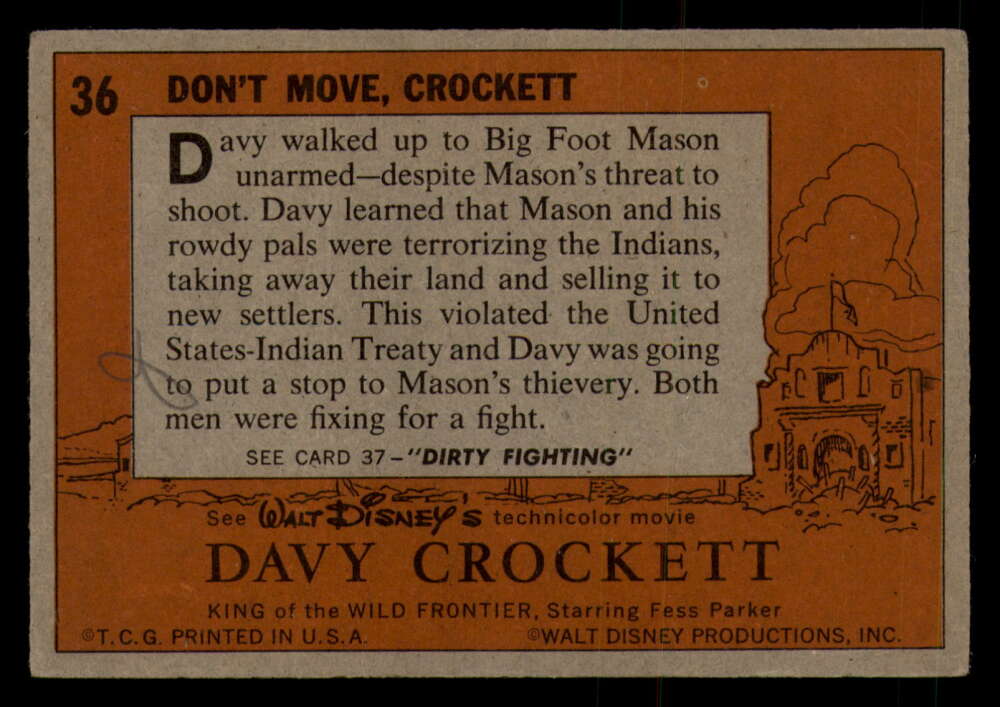 36 DON'T MOVE, CROCKETT
Davy walked up to Big Foot Mason
unarmed—despite Mason's threat to
shoot. Davy learned that Mason and his
rowdy pals were terrorizing the Indians,
taking away their land and selling it to
new settlers. This violated the United
States-Indian Treaty and Davy was going
to put a stop to Mason's thievery. Both
men were fixing for a fight.
SEE CARD 37-"DIRTY FIGHTING"
See WALT DISNEY'S technicolor movie
DAVY CROCKETT
KING of the WILD FRONTIER, Starring Fess Parker
©T.C.G. PRINTED IN U.S.A. ©WALT DISNEY PRODUCTIONS, INC.